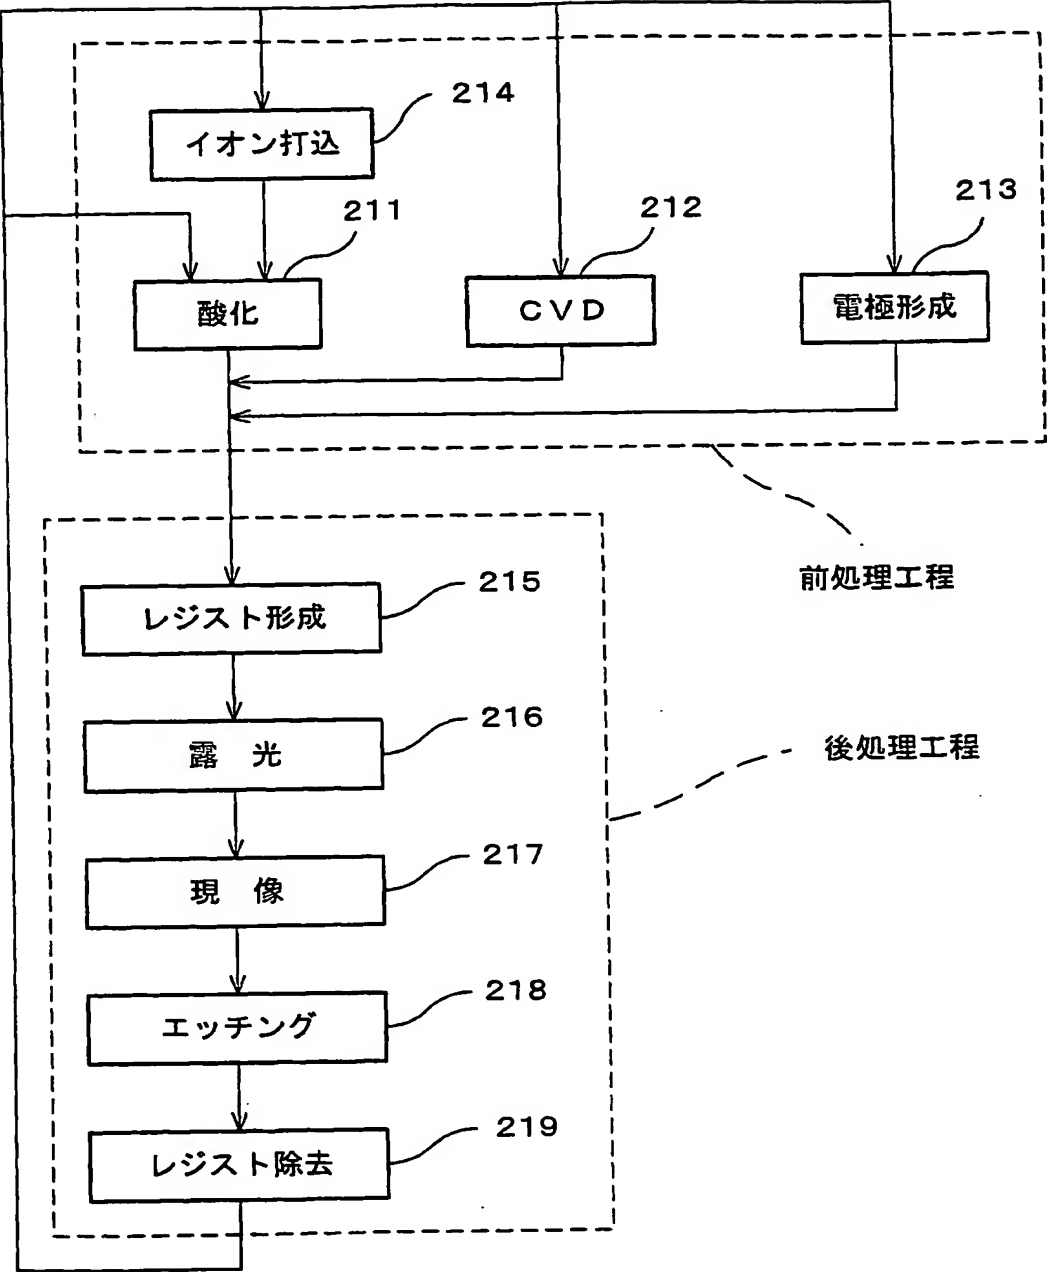 214
イオン打込
211
酸化
212
CVD
213
電極形成
前処理工程
215
レジスト形成
216
露 光
後処理工程
217
現 像
218
エッチング
219
レジスト除去